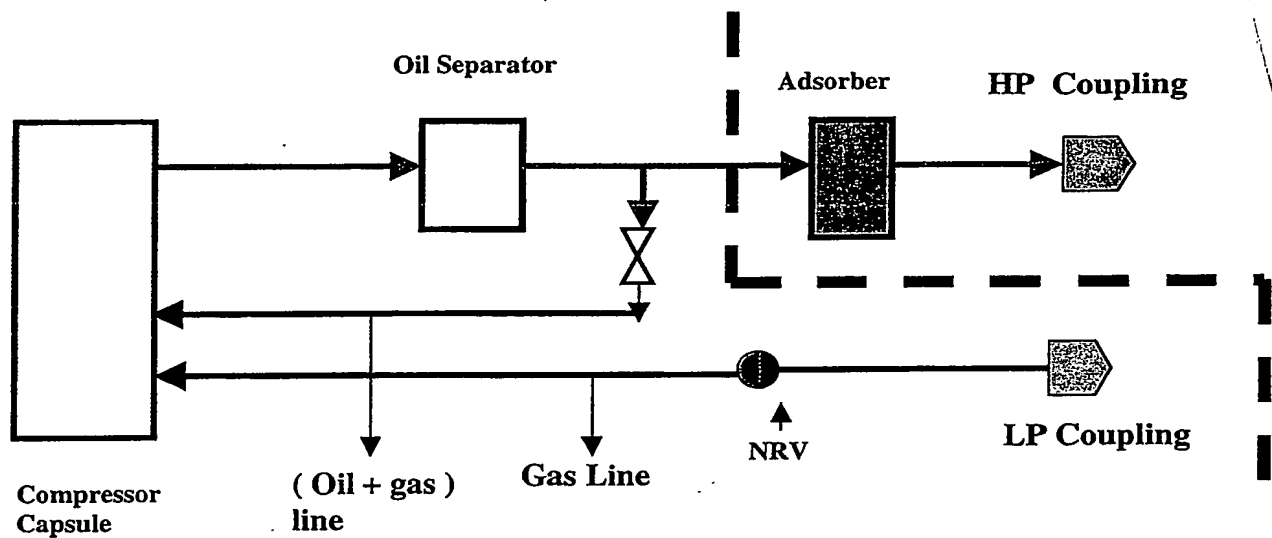 Oil Separator
Adsorber
HP Coupling
( Oil + gas )
line
Gas Line
NRV
LP Coupling
Compressor
Capsule